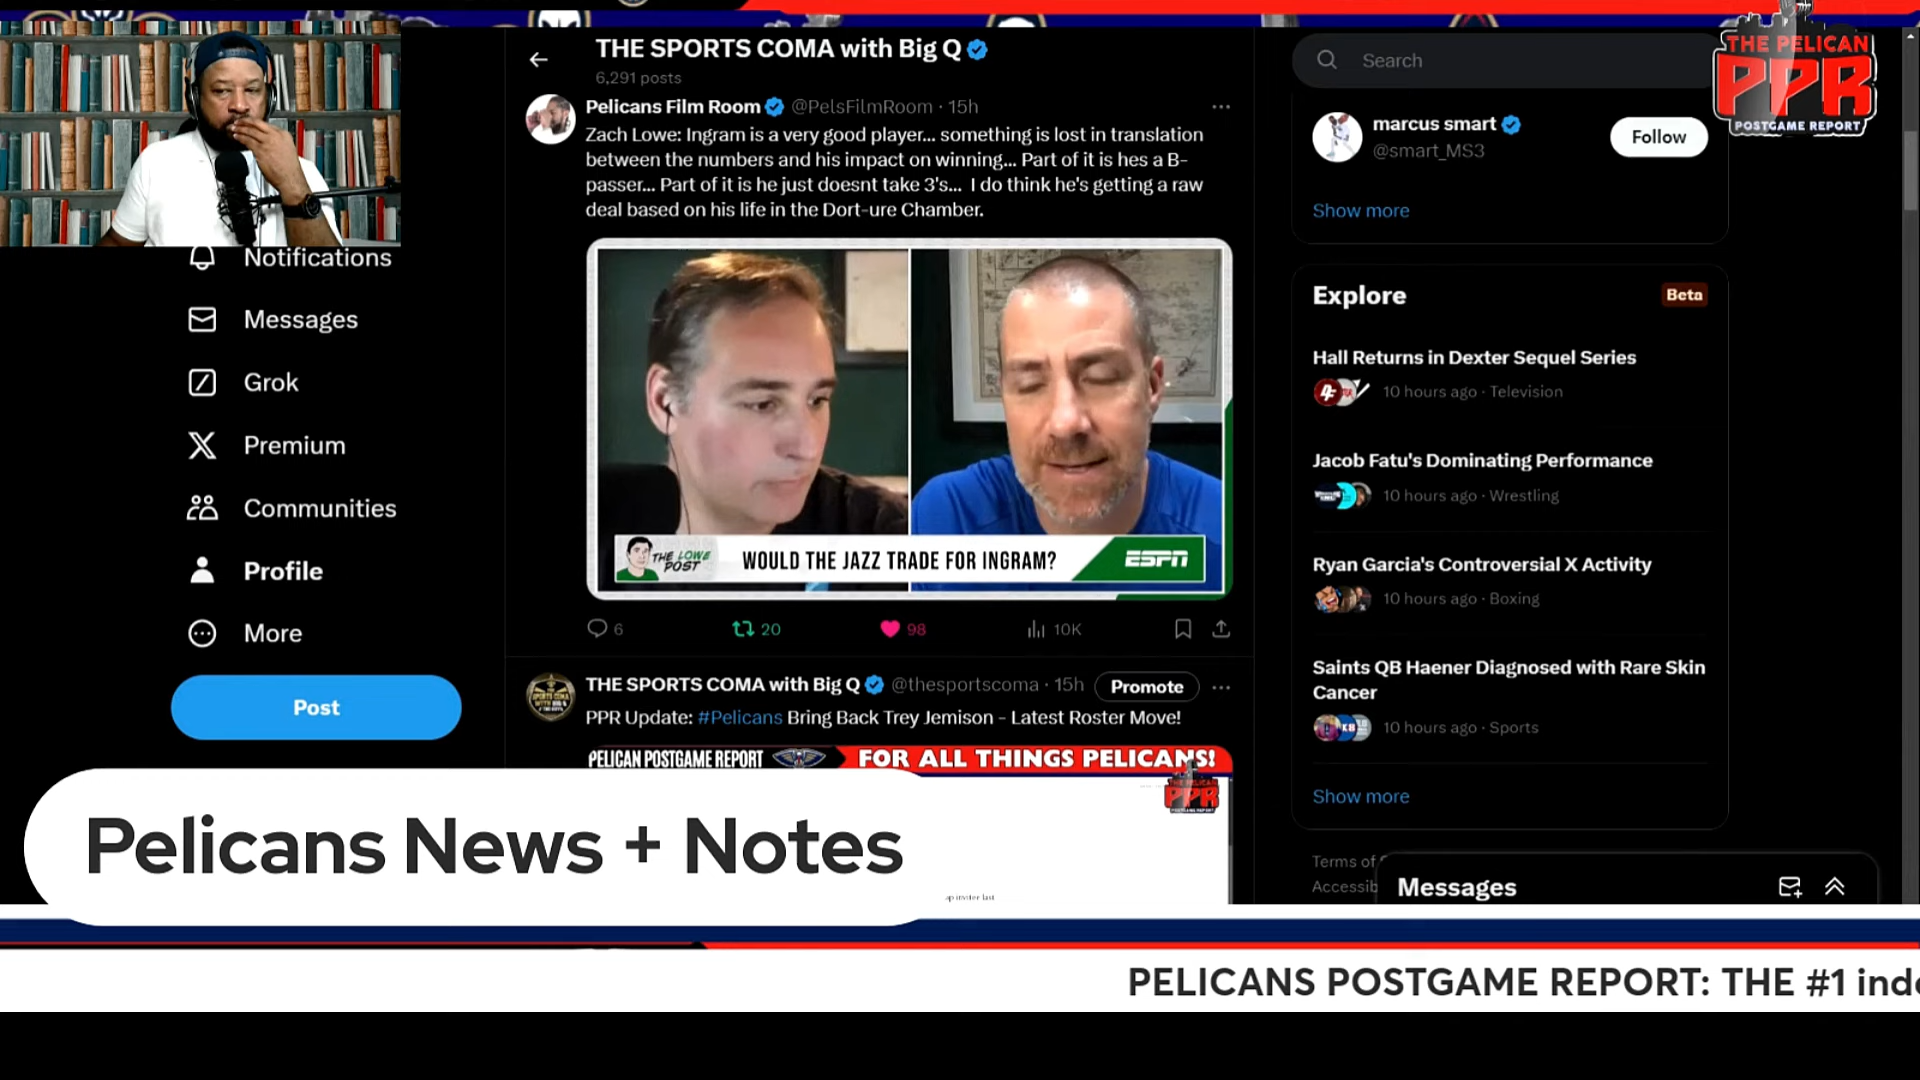 THE SPORTS COMA with Big Q
6,291 posts
Search
THE PELICAN
PPR
POSTGAME REPORT
Pelicans Film Room @PelsFilmRoom · 15h
Zach Lowe: Ingram is a very good player... something is lost in translation
between the numbers and his impact on winning... Part of it is hes a B-
passer... Part of it is he just doesnt take 3's... I do think he's getting a raw
deal based on his life in the Dort-ure Chamber.
THE LOWE
POST
WOULD THE JAZZ TRADE FOR INGRAM?
ESPN
6
20
98
10K
THE SPORTS COMA with Big Q @thesportscoma · 15h
Promote
PPR Update: #Pelicans Bring Back Trey Jemison - Latest Roster Move!
PELICAN POSTGAME REPORT
FOR ALL THINGS PELICANS!
PPR
Notifications
Messages
Grok
Premium
Communities
Profile
More
Post
marcus smart
@smart_MS3
Follow
Show more
Explore
Beta
Hall Returns in Dexter Sequel Series
10 hours ago · Television
Jacob Fatu's Dominating Performance
10 hours ago · Wrestling
Ryan Garcia's Controversial X Activity
10 hours ago · Boxing
Saints QB Haener Diagnosed with Rare Skin
Cancer
10 hours ago · Sports
Show more
Terms of
Accessib
Messages
Pelicans News + Notes
PELICANS POSTGAME REPORT: THE #1 inde